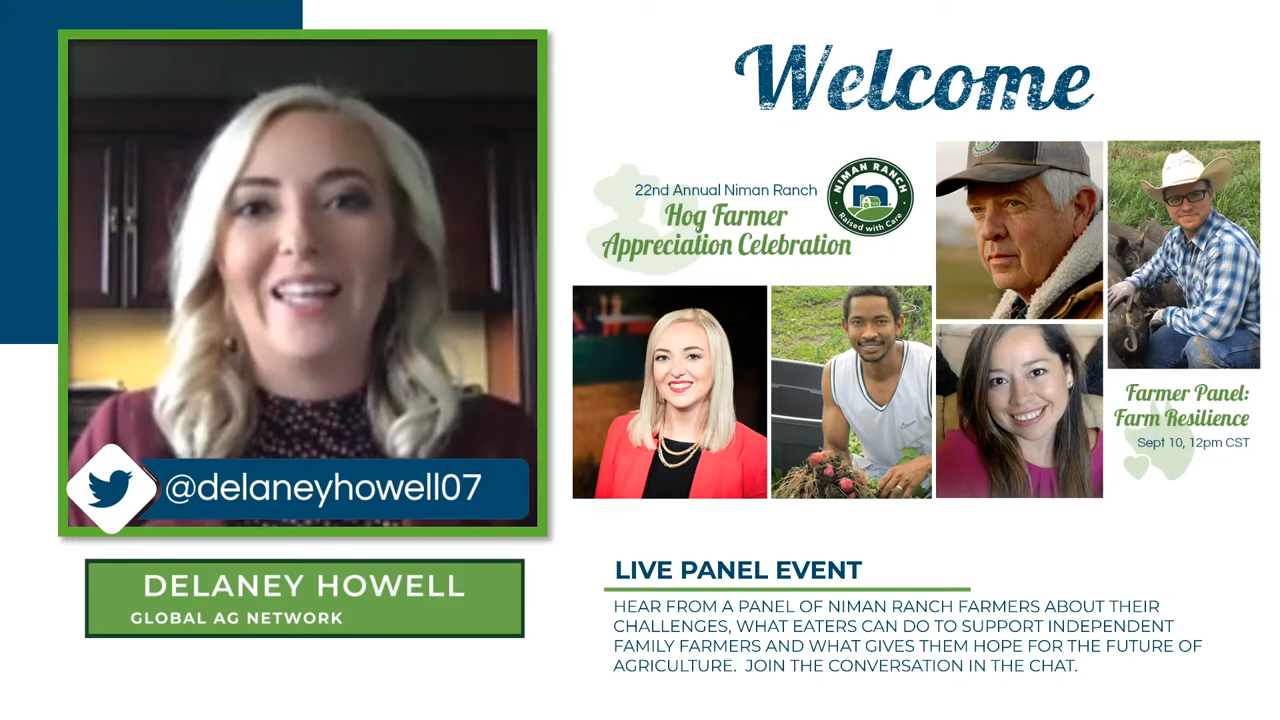 @delaneyhowell07
DELANEY HOWELL
GLOBAL AG NETWORK
Welcome
22nd Annual Niman Ranch
Hog Farmer
Appreciation Celebration
NIMAN RANCH
n
Raised with Care
Farmer Panel:
Farm Resilience
Sept 10, 12pm CST
LIVE PANEL EVENT
HEAR FROM A PANEL OF NIMAN RANCH FARMERS ABOUT THEIR
CHALLENGES, WHAT EATERS CAN DO TO SUPPORT INDEPENDENT
FAMILY FARMERS AND WHAT GIVES THEM HOPE FOR THE FUTURE OF
AGRICULTURE. JOIN THE CONVERSATION IN THE CHAT.